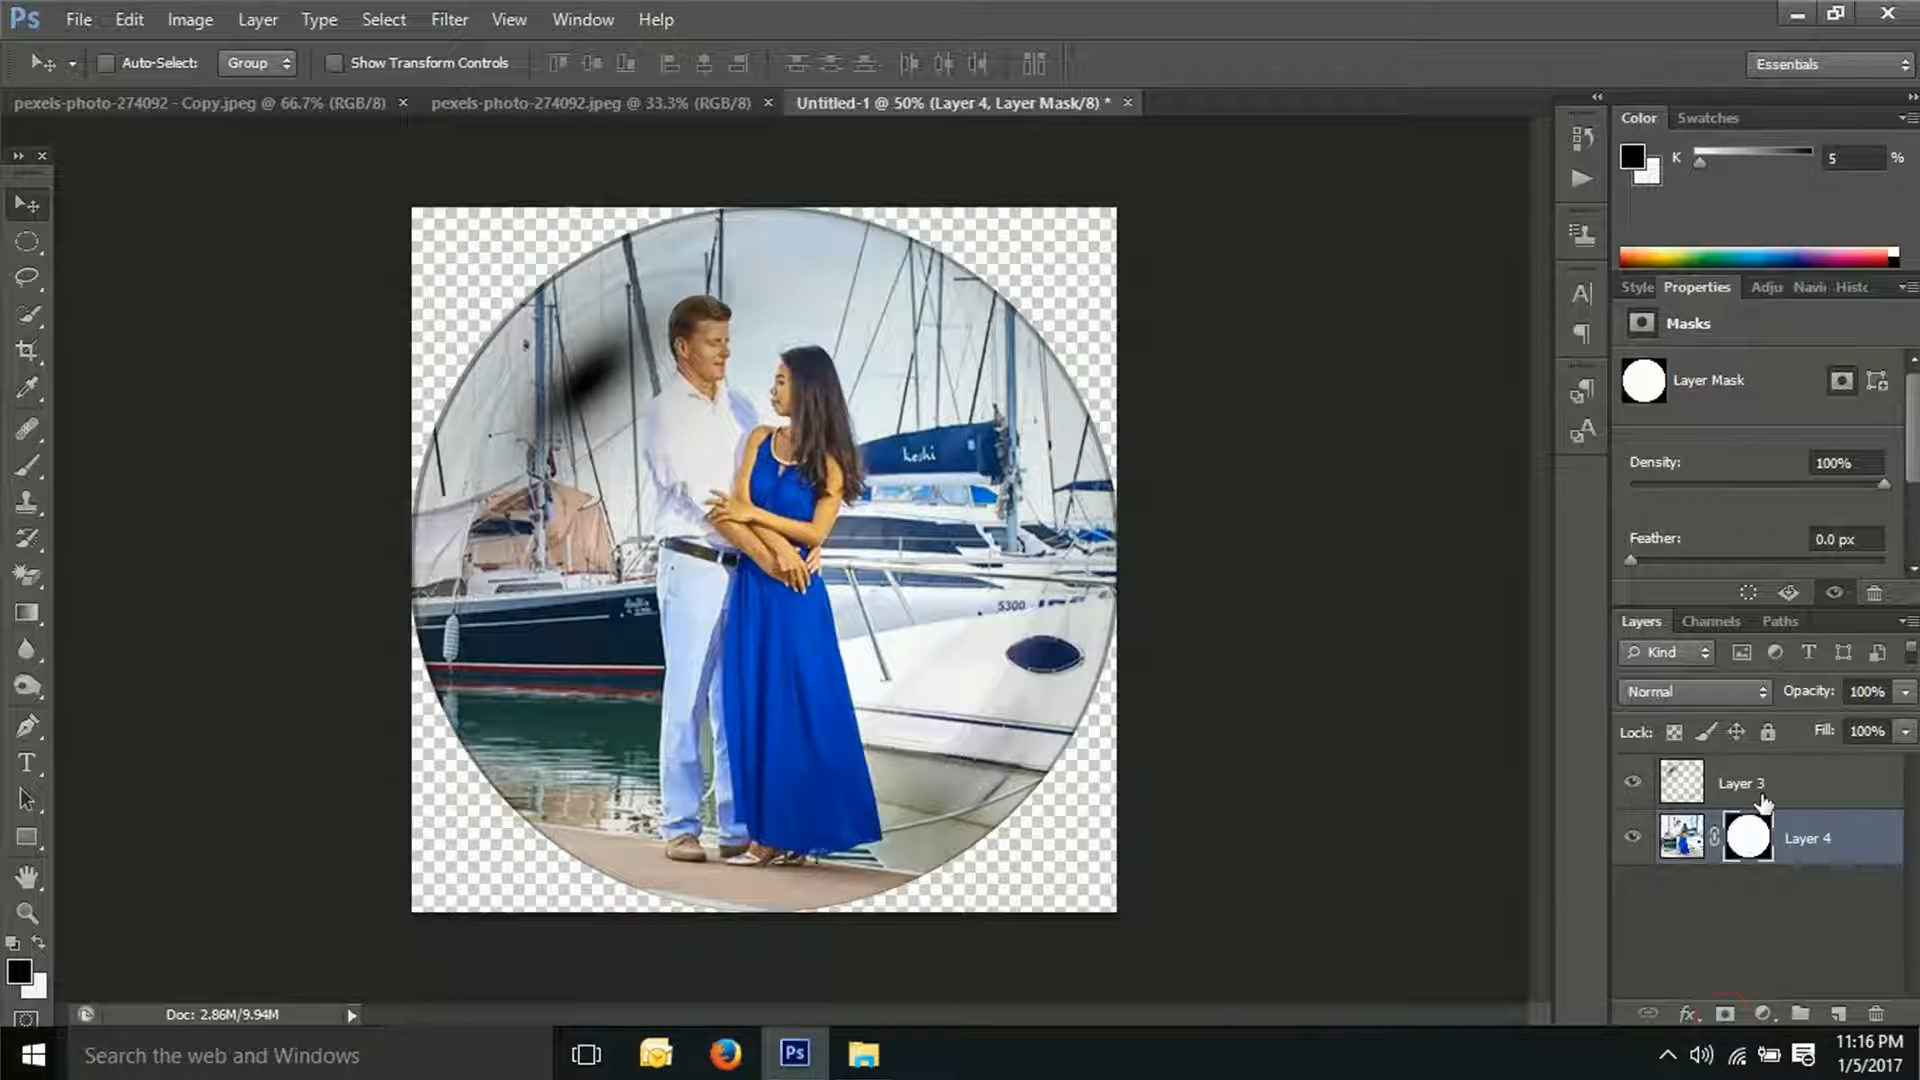 Ps File Edit Image Layer Type Select Filter View Window Help
Auto-Select: Group Show Transform Controls Essentials
pexels-photo-274092 - Copy.jpeg @ 66.7% (RGB/8) × pexels-photo-274092.jpeg @ 33.3% (RGB/8) × Untitled-1 @ 50% (Layer 4, Layer Mask/8) * ×
Color Swatches
K 5 %
Style Properties Adju Navi Histo
Masks
Layer Mask
Density: 100%
Feather: 0.0 px
keshi
5300
Layers Channels Paths
Kind
Normal Opacity: 100%
Lock: Fill: 100%
Layer 3
Layer 4
Doc: 2.86M/9.94M
Search the web and Windows
Ps
11:16 PM
1/5/2017